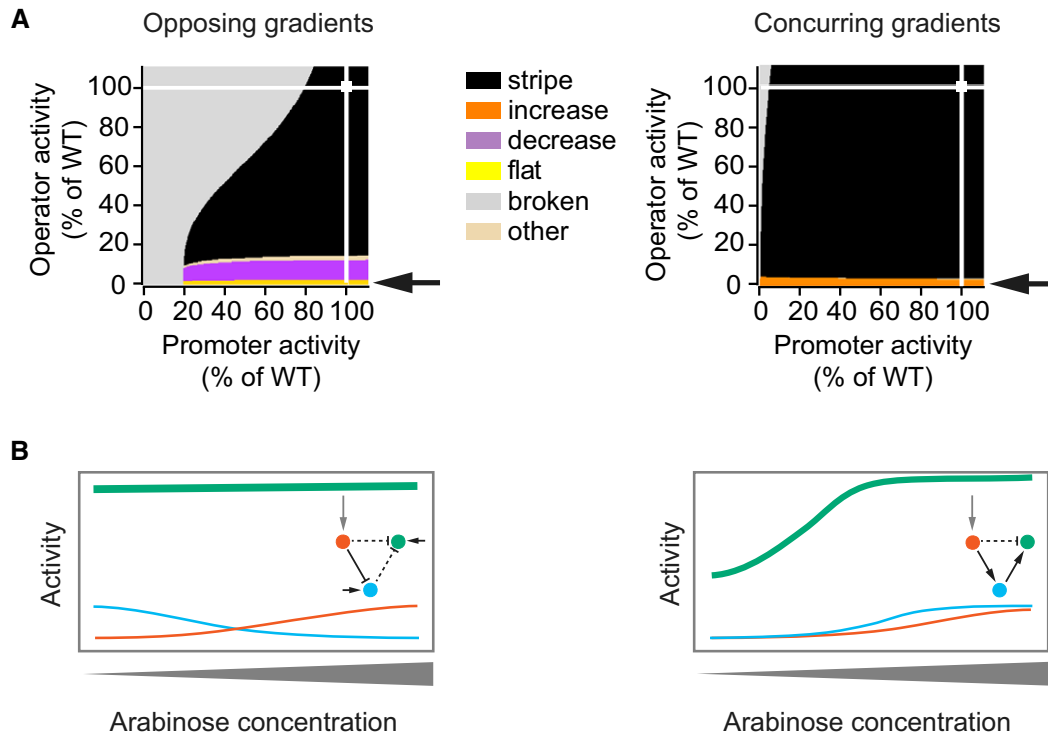 A
Opposing gradients
Concurring gradients
Operator activity
(% of WT)
100
80
60
40
20
0
0 20 40 60 80 100
Promoter activity
(% of WT)
stripe
increase
decrease
flat
broken
other
Operator activity
(% of WT)
100
80
60
40
20
0
0 20 40 60 80 100
Promoter activity
(% of WT)
B
Activity
Arabinose concentration
Activity
Arabinose concentration